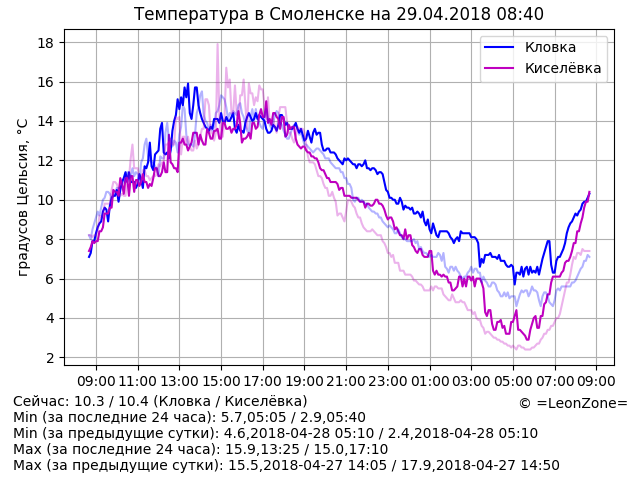 Температура в Смоленске на 29.04.2018 08:40
градусов Цельсия, °C
18
16
14
12
10
8
6
4
2
Кловка
Киселёвка
09:00 11:00 13:00 15:00 17:00 19:00 21:00 23:00 01:00 03:00 05:00 07:00 09:00
Сейчас: 10.3 / 10.4 (Кловка / Киселёвка)
© =LeonZone=
Min (за последние 24 часа): 5.7,05:05 / 2.9,05:40
Min (за предыдущие сутки): 4.6,2018-04-28 05:10 / 2.4,2018-04-28 05:10
Max (за последние 24 часа): 15.9,13:25 / 15.0,17:10
Max (за предыдущие сутки): 15.5,2018-04-27 14:05 / 17.9,2018-04-27 14:50